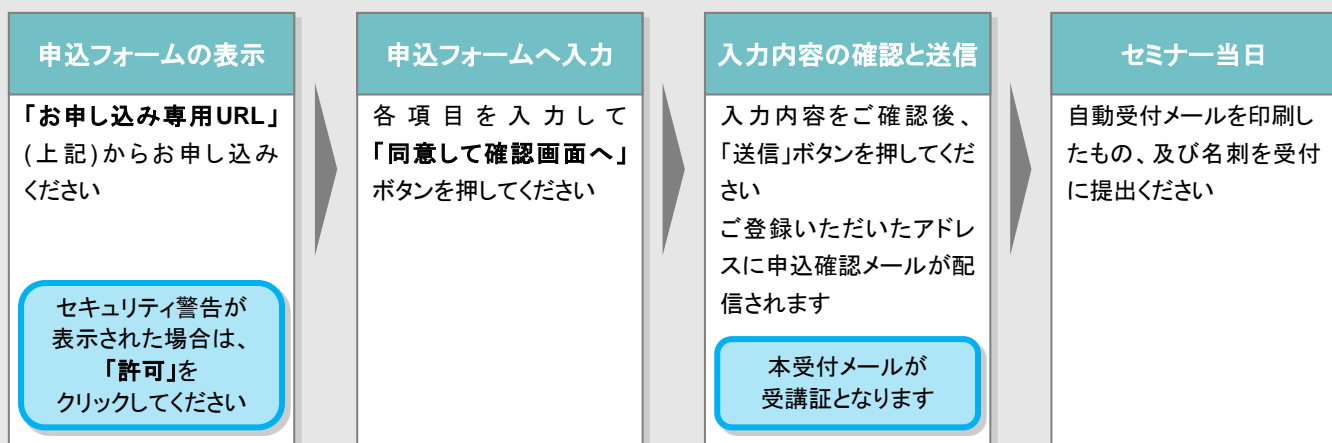 申込フォームの表示
「お申し込み専用URL」
(上記)からお申し込み
ください
セキュリティ警告が
表示された場合は、
「許可」を
クリックしてください
申込フォームへ入力
各項目を入力して
「同意して確認画面へ」
ボタンを押してください
入力内容の確認と送信
入力内容をご確認後、
「送信」ボタンを押してくだ
さい
ご登録いただいたアドレ
スに申込確認メールが配
信されます
本受付メールが
受講証となります
セミナー当日
自動受付メールを印刷し
たもの、及び名刺を受付
に提出ください